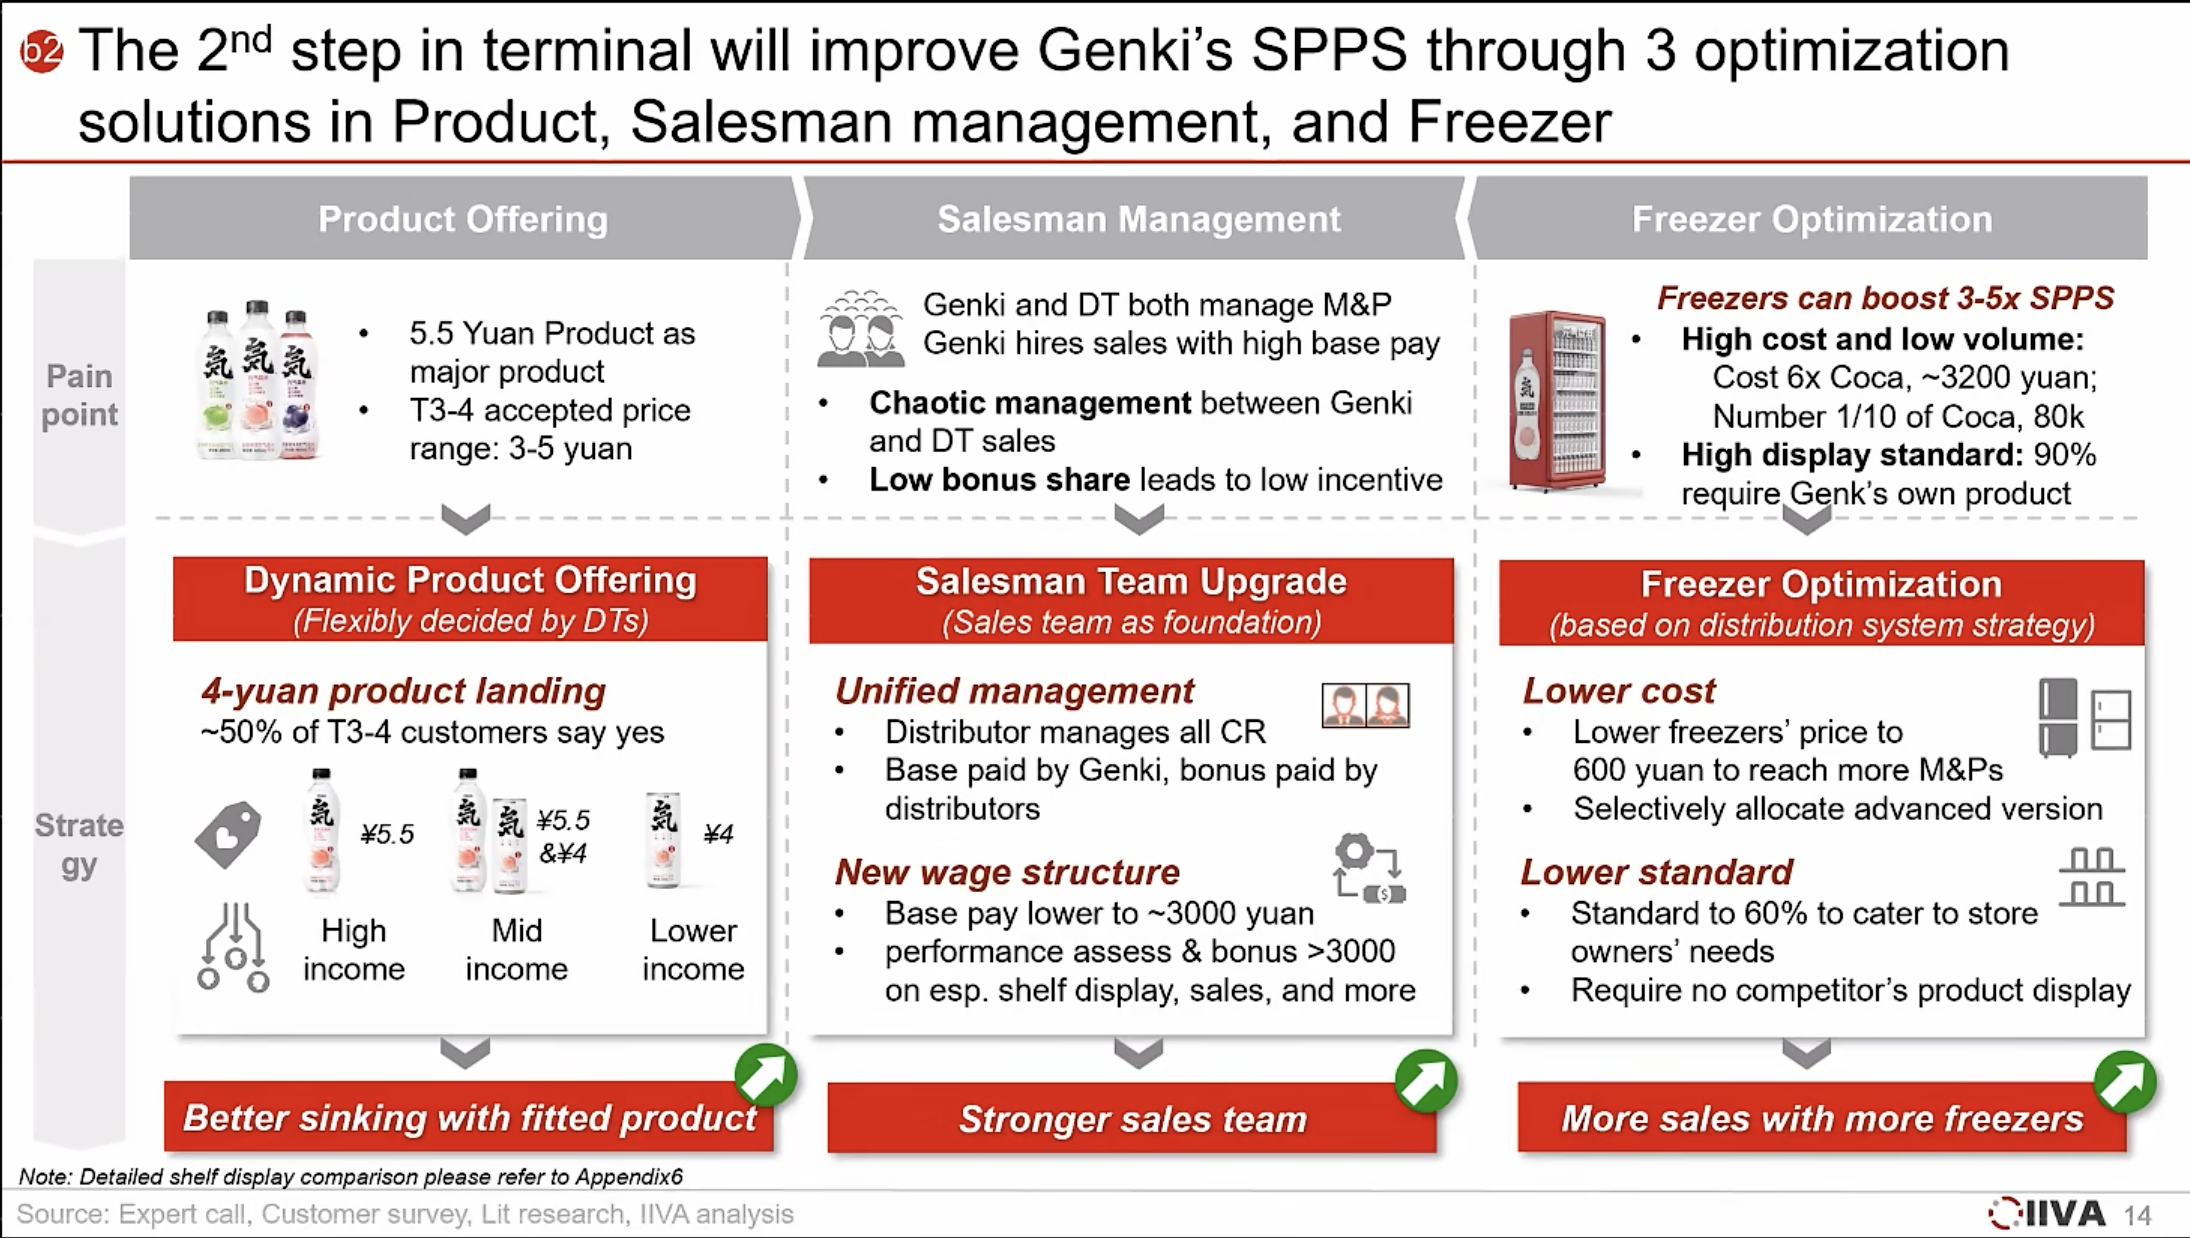 b2
The 2nd step in terminal will improve Genki's SPPS through 3 optimization
solutions in Product, Salesman management, and Freezer
Product Offering
Salesman Management
Freezer Optimization
Pain
point
• 5.5 Yuan Product as
major product
• T3-4 accepted price
range: 3-5 yuan
Genki and DT both manage M&P
Genki hires sales with high base pay
• Chaotic management between Genki
and DT sales
• Low bonus share leads to low incentive
Freezers can boost 3-5x SPPS
• High cost and low volume:
Cost 6x Coca, ~3200 yuan;
Number 1/10 of Coca, 80k
• High display standard: 90%
require Genk's own product
Strate
gy
Dynamic Product Offering
(Flexibly decided by DTs)
4-yuan product landing
~50% of T3-4 customers say yes
気
気
気
気
¥5.5
¥5.5
&¥4
¥4
High
income
Mid
income
Lower
income
Salesman Team Upgrade
(Sales team as foundation)
Unified management
• Distributor manages all CR
• Base paid by Genki, bonus paid by
distributors
New wage structure
• Base pay lower to ~3000 yuan
• performance assess & bonus >3000
on esp. shelf display, sales, and more
Freezer Optimization
(based on distribution system strategy)
Lower cost
• Lower freezers' price to
600 yuan to reach more M&Ps
• Selectively allocate advanced version
Lower standard
• Standard to 60% to cater to store
owners' needs
• Require no competitor's product display
Better sinking with fitted product
Stronger sales team
More sales with more freezers
Note: Detailed shelf display comparison please refer to Appendix6
Source: Expert call, Customer survey, Lit research, IIVA analysis
IIVA 14